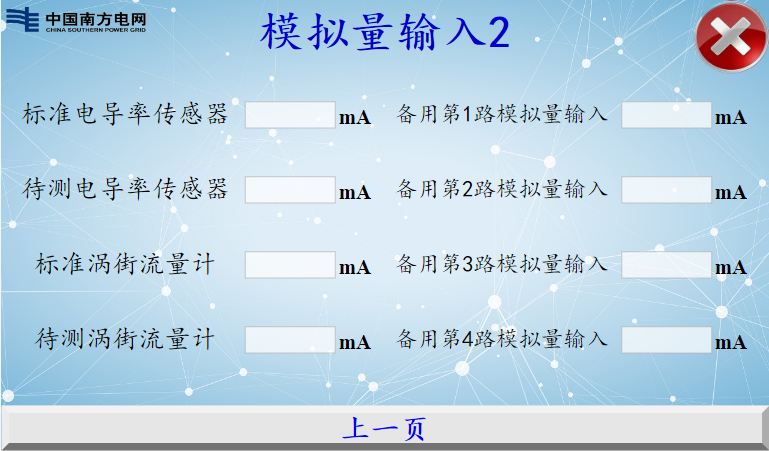 中国南方电网
CHINA SOUTHERN POWER GRID
模拟量输入2
标准电导率传感器 mA 备用第1路模拟量输入 mA
待测电导率传感器 mA 备用第2路模拟量输入 mA
标准涡街流量计 mA 备用第3路模拟量输入 mA
待测涡街流量计 mA 备用第4路模拟量输入 mA
上一页